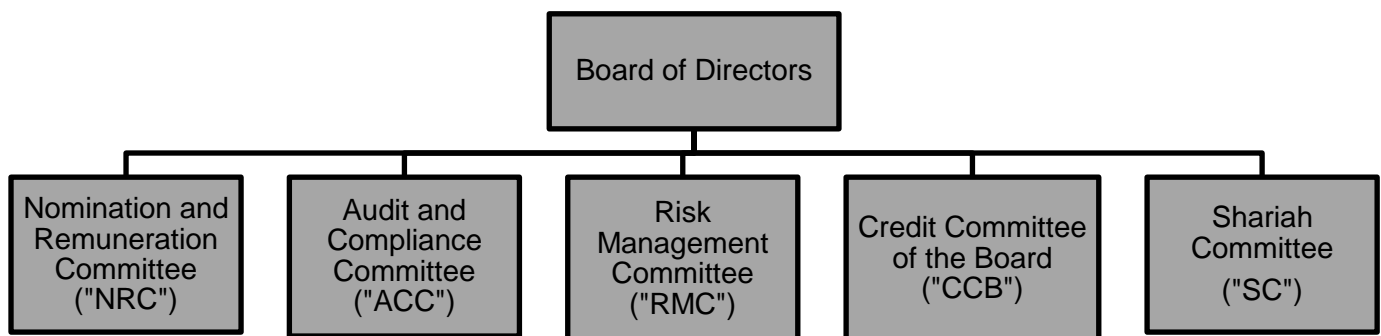 Board of Directors
Nomination and
Remuneration
Committee
("NRC")
Audit and
Compliance
Committee
("ACC")
Risk
Management
Committee
("RMC")
Credit Committee
of the Board
("CCB")
Shariah
Committee
("SC")